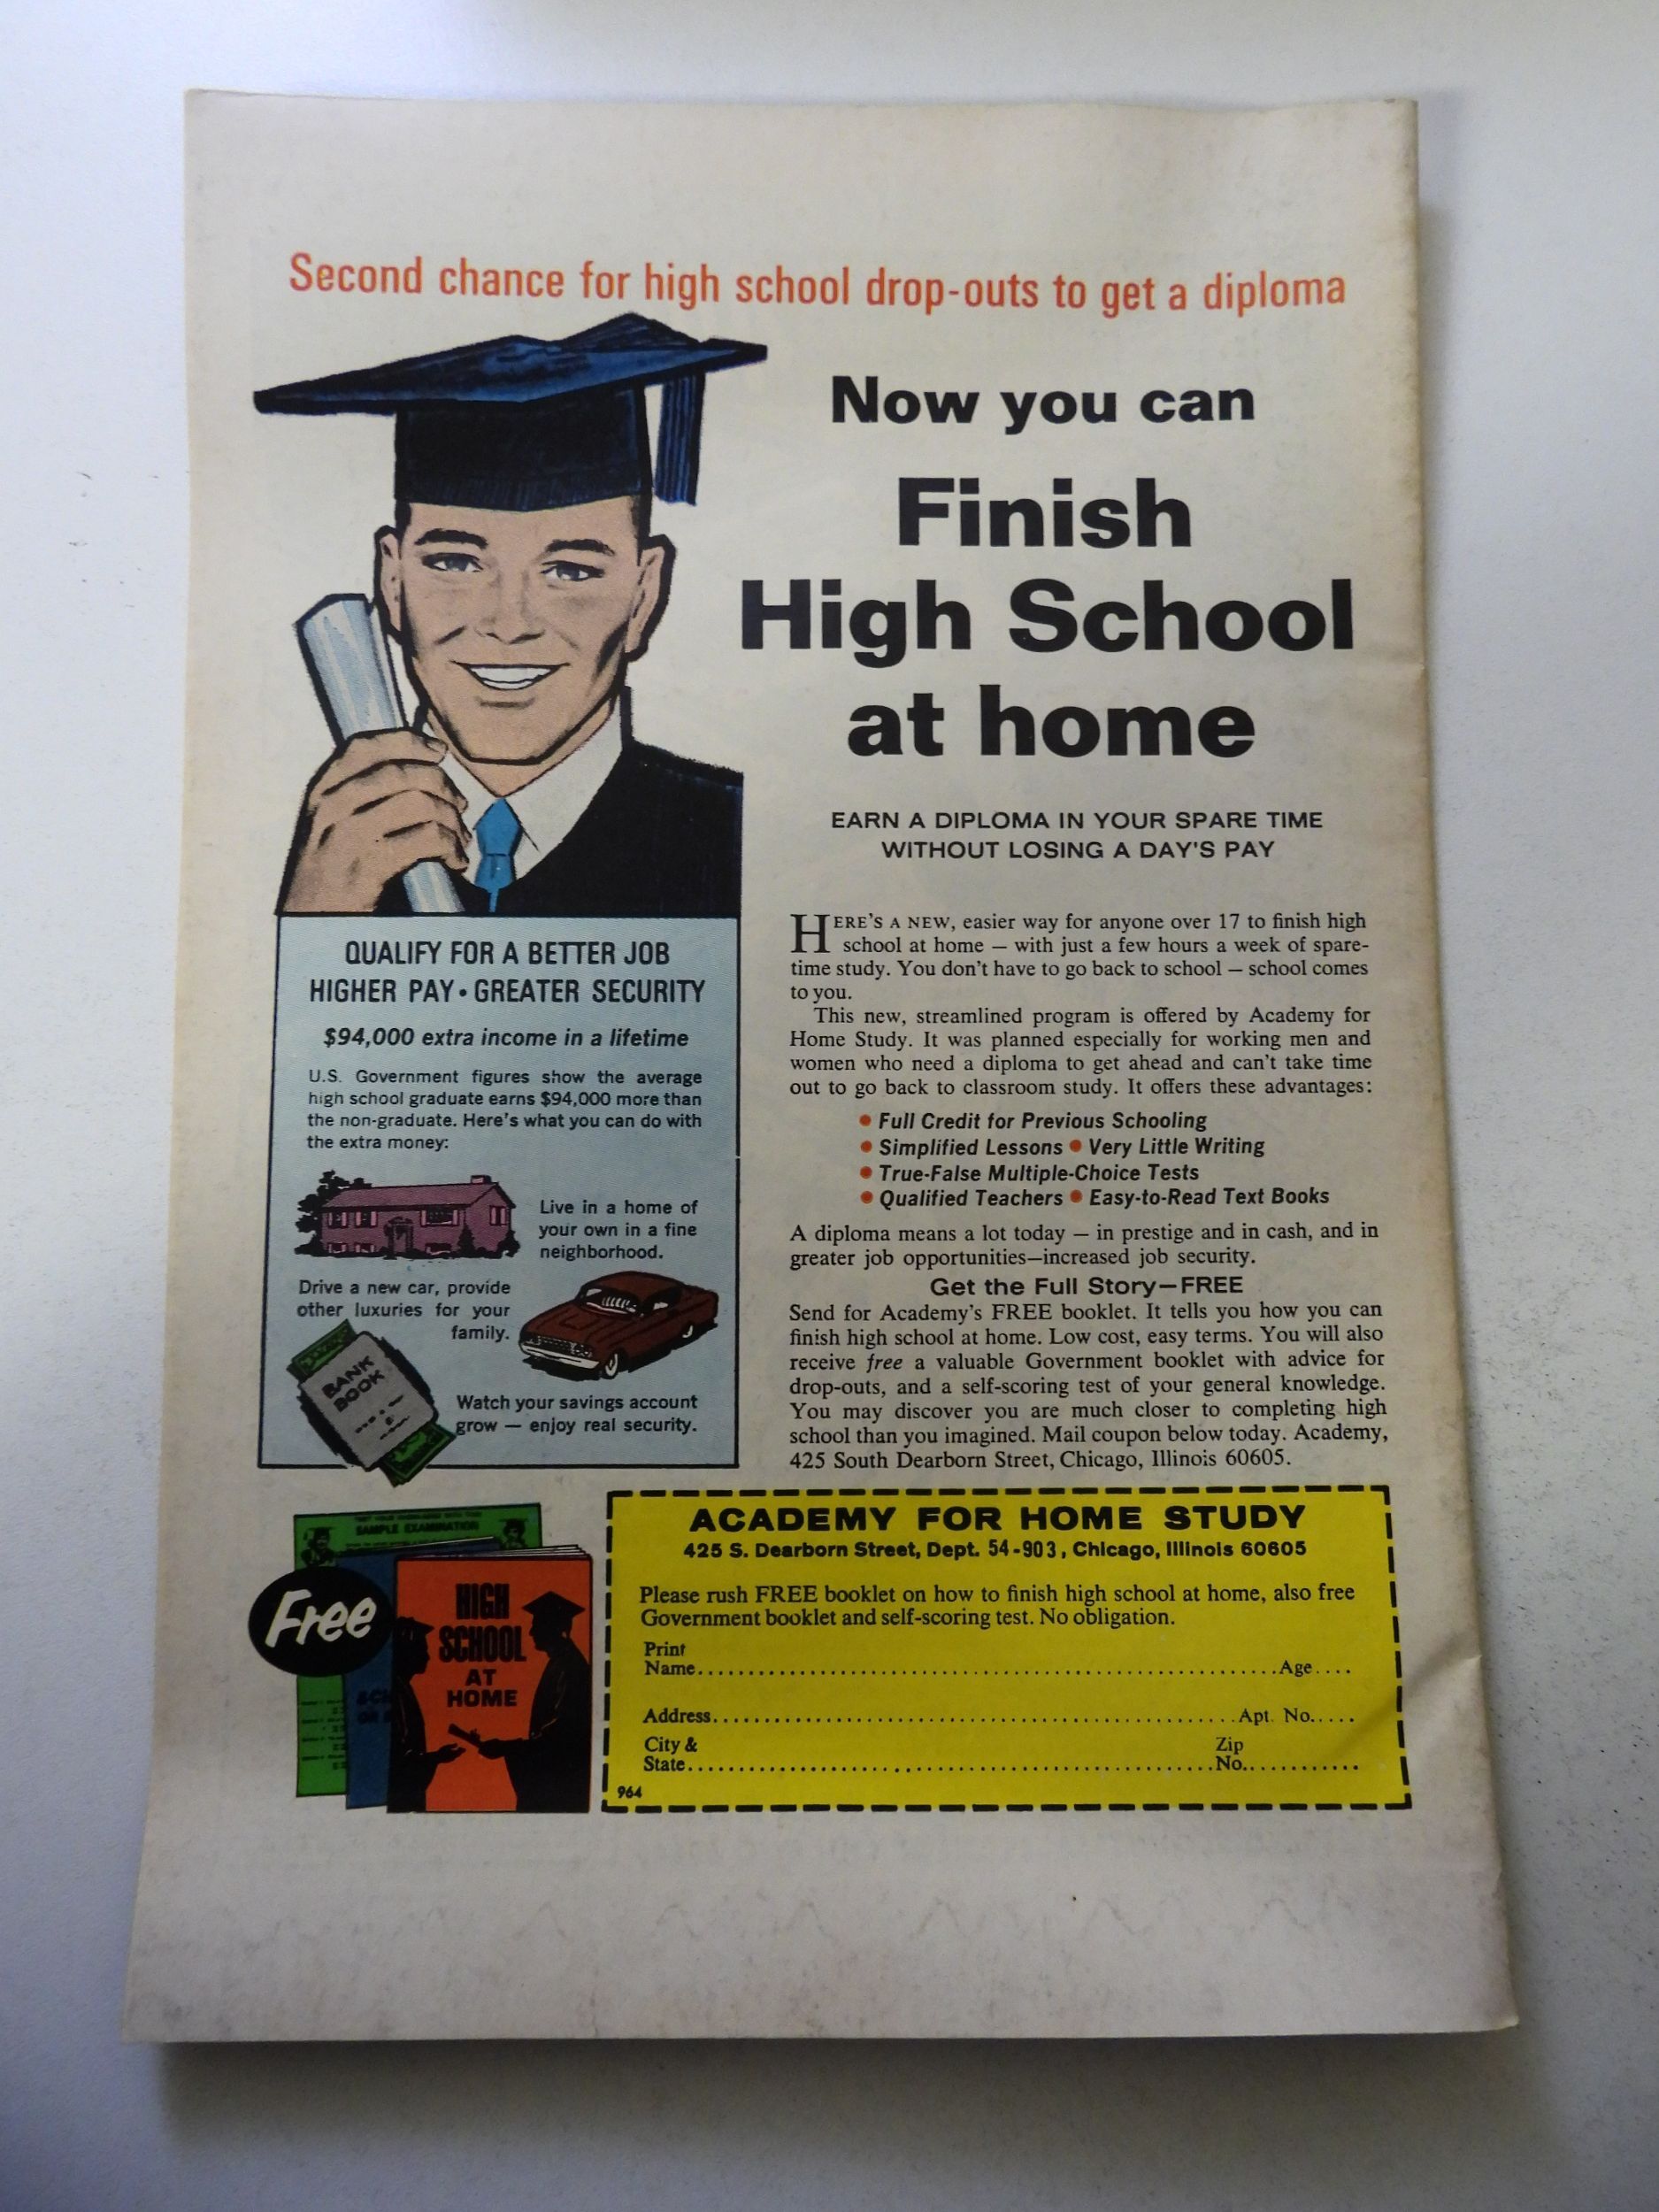 Second chance for high school drop-outs to get a diploma
Now you can
Finish
High School
at home
EARN A DIPLOMA IN YOUR SPARE TIME
WITHOUT LOSING A DAY'S PAY
QUALIFY FOR A BETTER JOB
HIGHER PAY • GREATER SECURITY
$94,000 extra income in a lifetime
U.S. Government figures show the average
high school graduate earns $94,000 more than
the non-graduate. Here's what you can do with
the extra money:
Live in a home of
your own in a fine
neighborhood.
Drive a new car, provide
other luxuries for your
family.
BANK
BOOK
Watch your savings account
grow — enjoy real security.
HERE'S A NEW, easier way for anyone over 17 to finish high
school at home — with just a few hours a week of spare-
time study. You don't have to go back to school — school comes
to you.
This new, streamlined program is offered by Academy for
Home Study. It was planned especially for working men and
women who need a diploma to get ahead and can't take time
out to go back to classroom study. It offers these advantages:
• Full Credit for Previous Schooling
• Simplified Lessons • Very Little Writing
• True-False Multiple-Choice Tests
• Qualified Teachers • Easy-to-Read Text Books
A diploma means a lot today — in prestige and in cash, and in
greater job opportunities—increased job security.
Get the Full Story—FREE
Send for Academy's FREE booklet. It tells you how you can
finish high school at home. Low cost, easy terms. You will also
receive free a valuable Government booklet with advice for
drop-outs, and a self-scoring test of your general knowledge.
You may discover you are much closer to completing high
school than you imagined. Mail coupon below today. Academy,
425 South Dearborn Street, Chicago, Illinois 60605.
SAMPLE EXAMINATION
Free
HIGH
SCHOOL
AT
HOME
ACADEMY FOR HOME STUDY
425 S. Dearborn Street, Dept. 54-903, Chicago, Illinois 60605
Please rush FREE booklet on how to finish high school at home, also free
Government booklet and self-scoring test. No obligation.
Print
Name..........Age....
Address..........Apt. No.....
City & Zip
State..........No...........
964